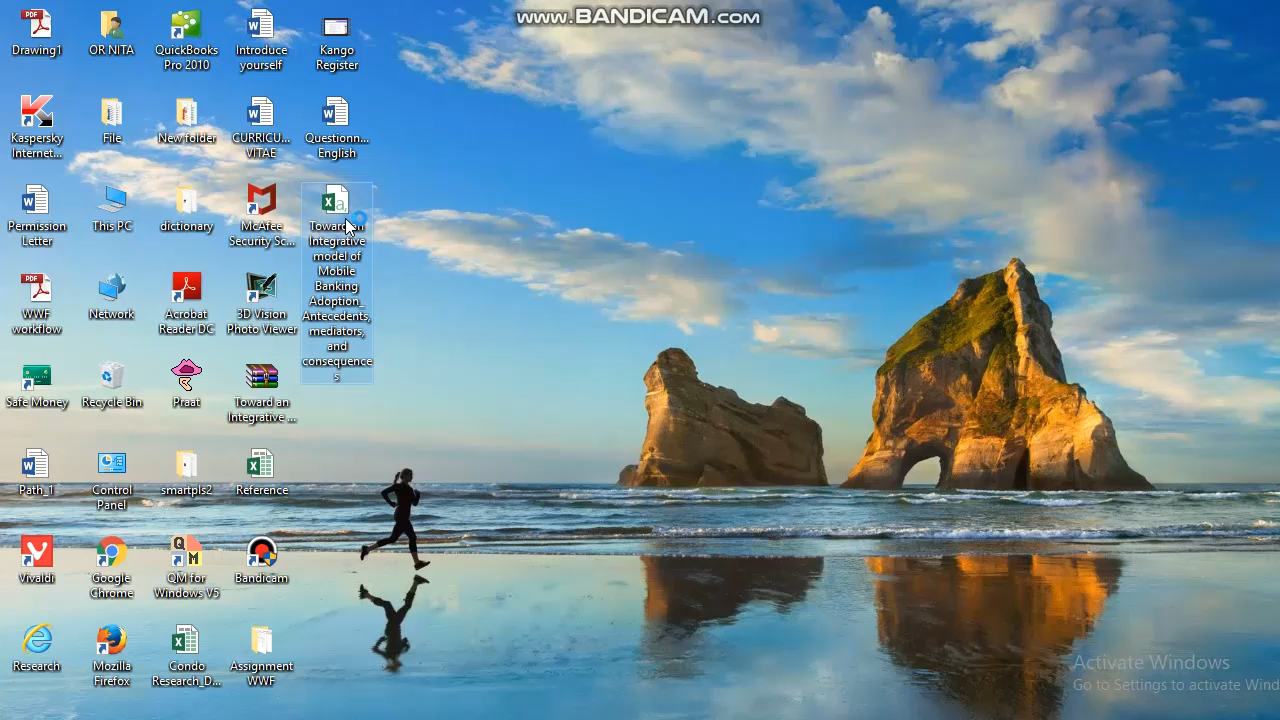 www.BANDICAM.com
Drawing1
OR NITA
QuickBooks
Pro 2010
Introduce
yourself
Kango
Register
Kaspersky
Internet...
File
New folder
CURRICU...
VITAE
Questionn...
English
Permission
Letter
This PC
dictionary
McAfee
Security Sc...
Toward an
Integrative
model of
Mobile
Banking
Adoption_
Antecedents,
mediators,
and
consequence
s
WWF
workflow
Network
Acrobat
Reader DC
3D Vision
Photo Viewer
Safe Money
Recycle Bin
Praat
Toward an
Integrative ...
Path_1
Control
Panel
smartpls2
Reference
Vivaldi
Google
Chrome
QM for
Windows V5
Bandicam
Research
Mozilla
Firefox
Condo
Research_D...
Assignment
WWF
Activate Windows
Go to Settings to activate Wind